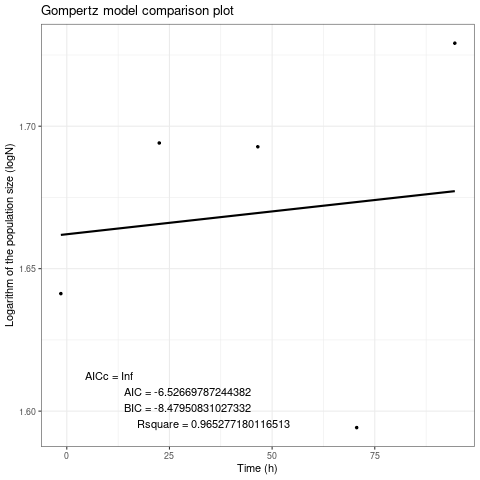 Gompertz model comparison plot
Logarithm of the population size (logN)
1.70
1.65
1.60
AICc = Inf
AIC = -6.52669787244382
BIC = -8.47950831027332
Rsquare = 0.965277180116513
0 25 50 75
Time (h)